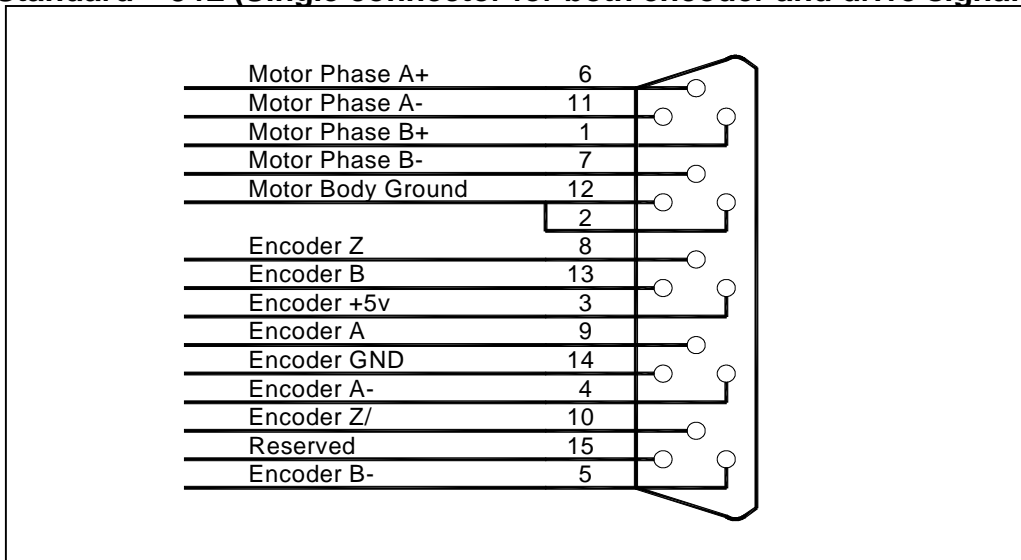 Motor Phase A+ 6
Motor Phase A- 11
Motor Phase B+ 1
Motor Phase B- 7
Motor Body Ground 12
2
Encoder Z 8
Encoder B 13
Encoder +5v 3
Encoder A 9
Encoder GND 14
Encoder A- 4
Encoder Z/ 10
Reserved 15
Encoder B- 5